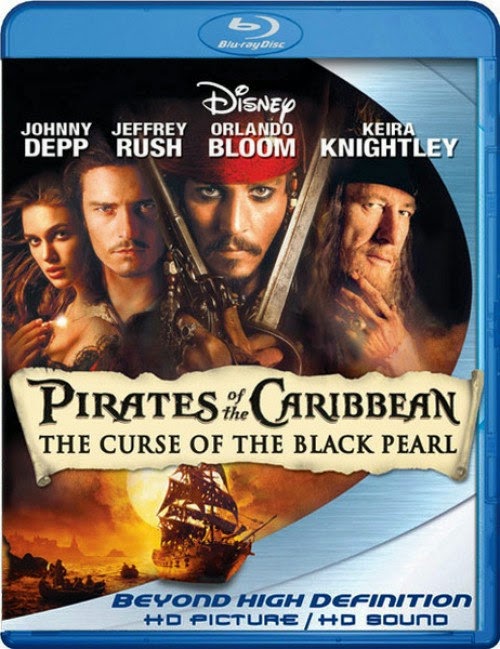 Blu-ray Disc
Disney
JOHNNY DEPP
JEFFREY RUSH
ORLANDO BLOOM
KEIRA KNIGHTLEY
PIRATES of the CARIBBEAN
THE CURSE OF THE BLACK PEARL
BEYOND HIGH DEFINITION
HD PICTURE / HD SOUND